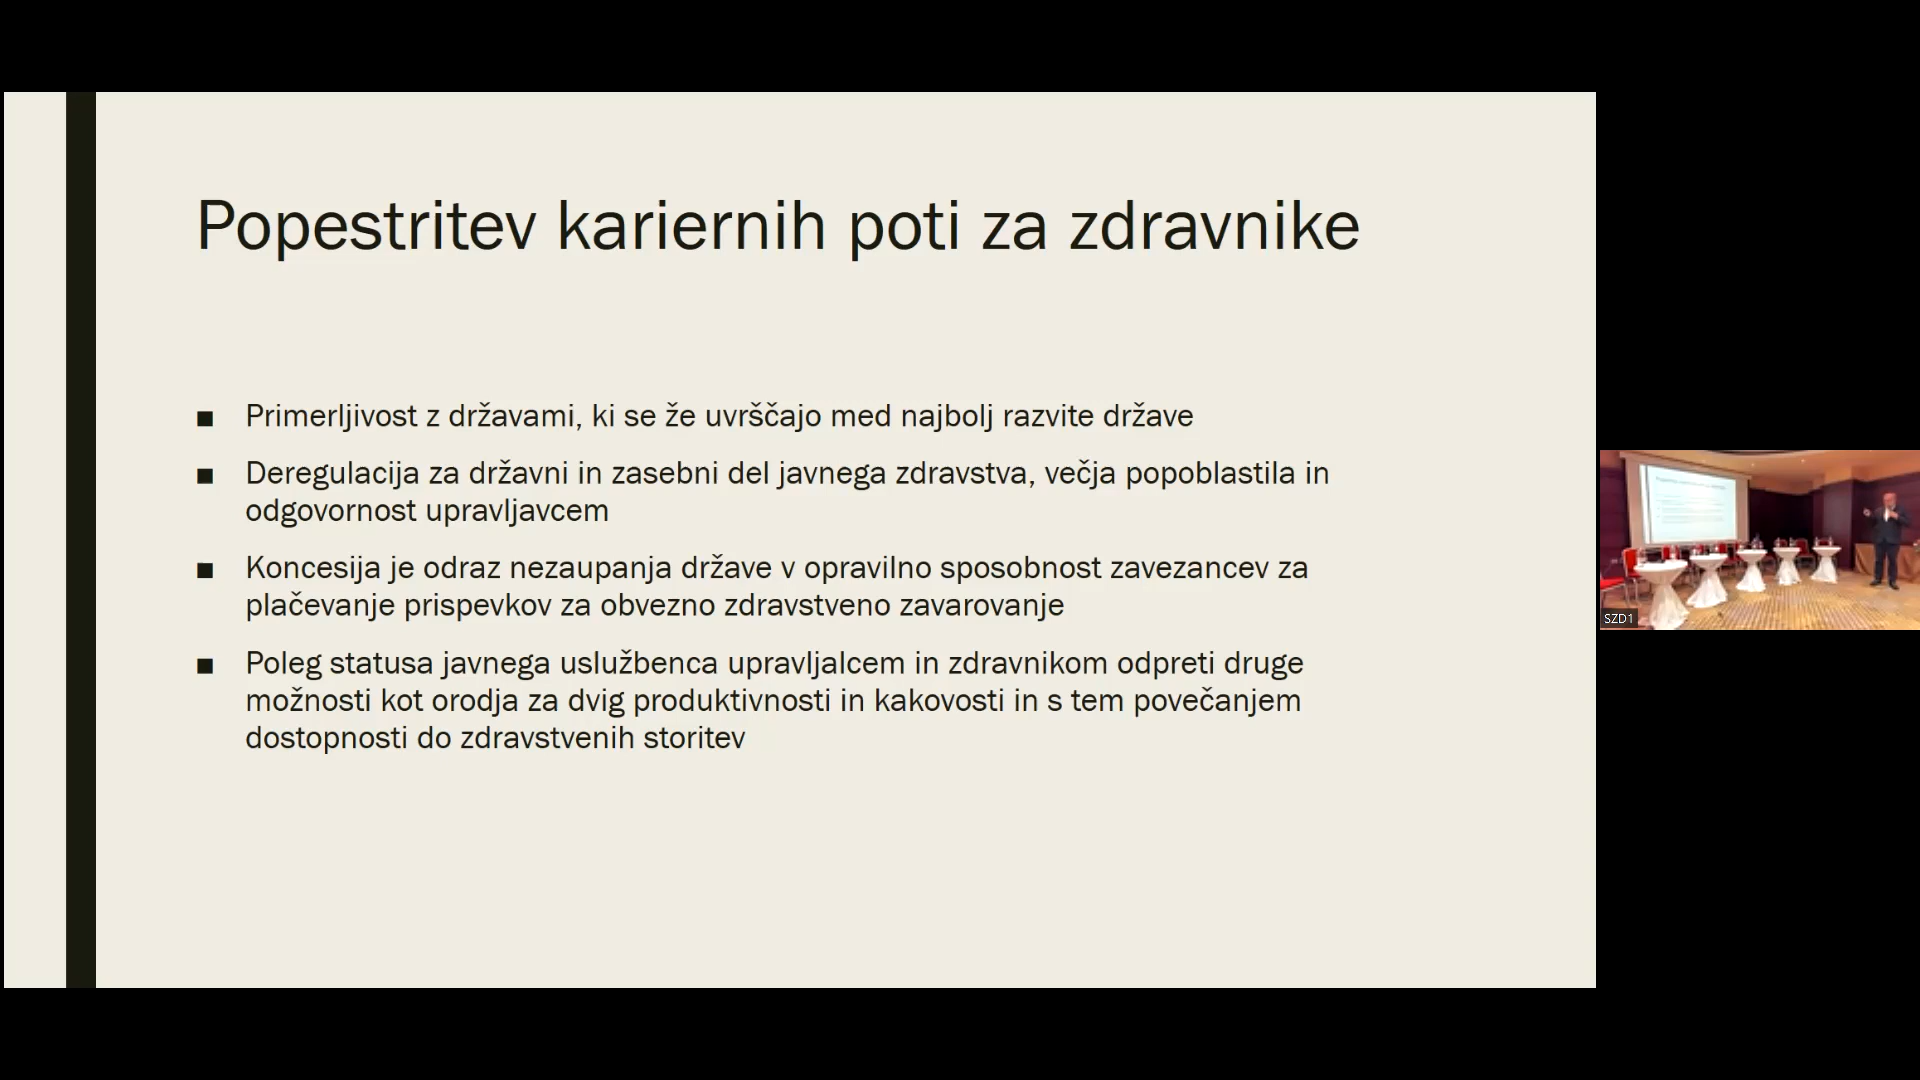 Popestritev kariernih poti za zdravnike
■ Primerljivost z državami, ki se že uvrščajo med najbolj razvite države
■ Deregulacija za državni in zasebni del javnega zdravstva, večja popoblastila in
odgovornost upravljavcem
■ Koncesija je odraz nezaupanja države v opravilno sposobnost zavezancev za
plačevanje prispevkov za obvezno zdravstveno zavarovanje
■ Poleg statusa javnega uslužbenca upravljalcem in zdravnikom odpreti druge
možnosti kot orodja za dvig produktivnosti in kakovosti in s tem povečanjem
dostopnosti do zdravstvenih storitev
SZD1